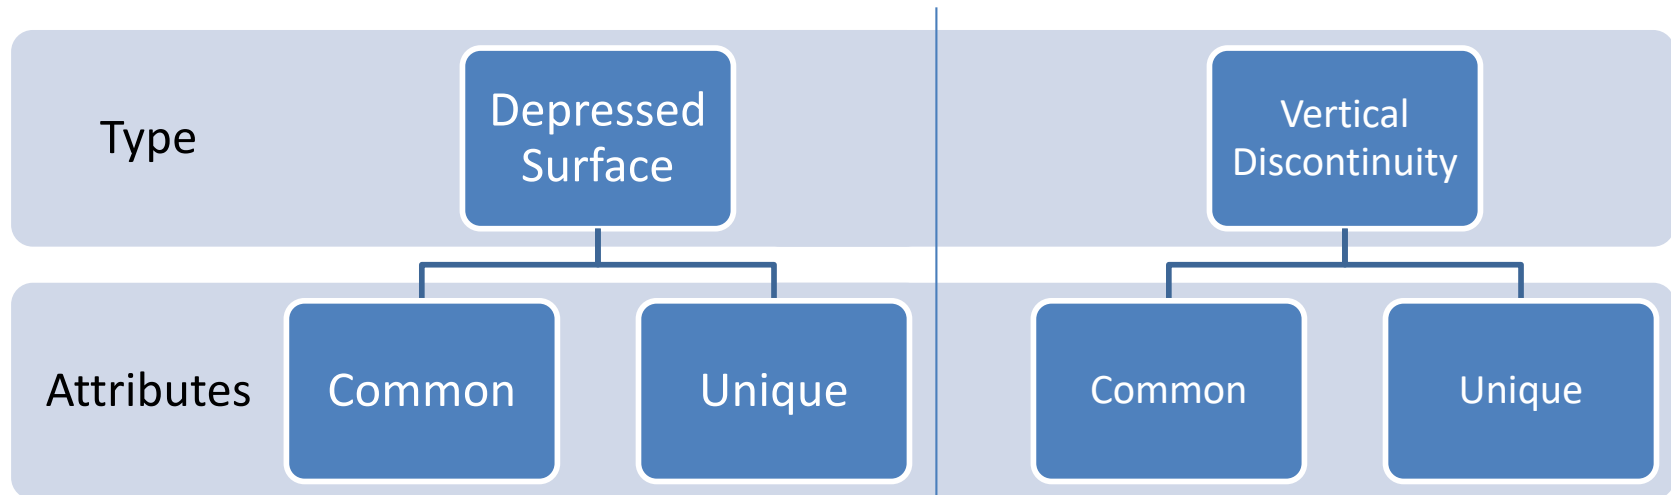 Type
Depressed
Surface
Vertical
Discontinuity
Attributes
Common
Unique
Common
Unique